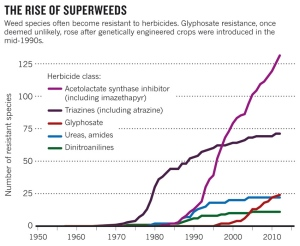 THE RISE OF SUPERWEEDS
Weed species often become resistant to herbicides. Glyphosate resistance, once
deemed unlikely, rose after genetically engineered crops were introduced in the
mid-1990s.
125
100
75
50
25
0
Number of resistant species
Herbicide class:
Acetolactate synthase inhibitor
(including imazethapyr)
Triazines (including atrazine)
Glyphosate
Ureas, amides
Dinitroanilines
1950 1960 1970 1980 1990 2000 2010